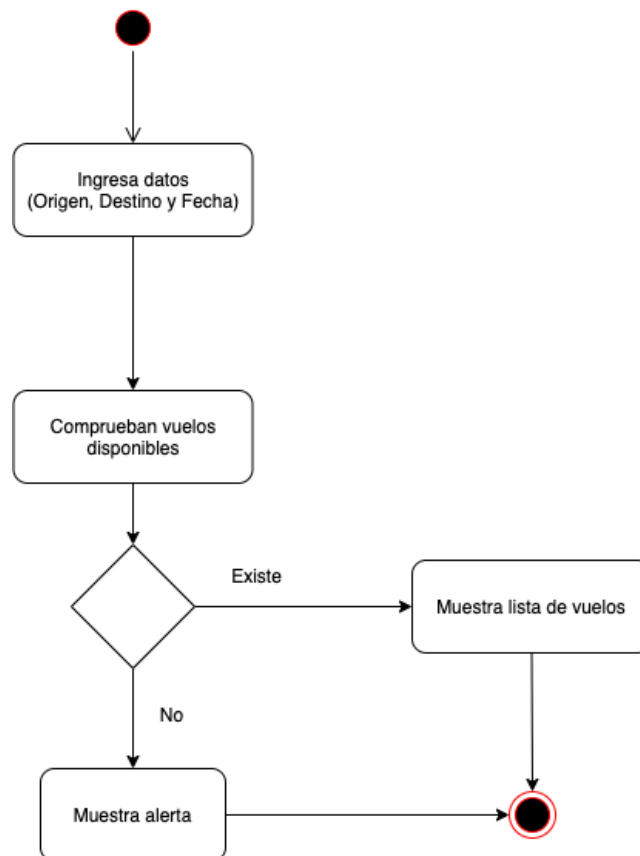 Ingresa datos
(Origen, Destino y Fecha)
Comprueban vuelos
disponibles
Existe
Muestra lista de vuelos
No
Muestra alerta